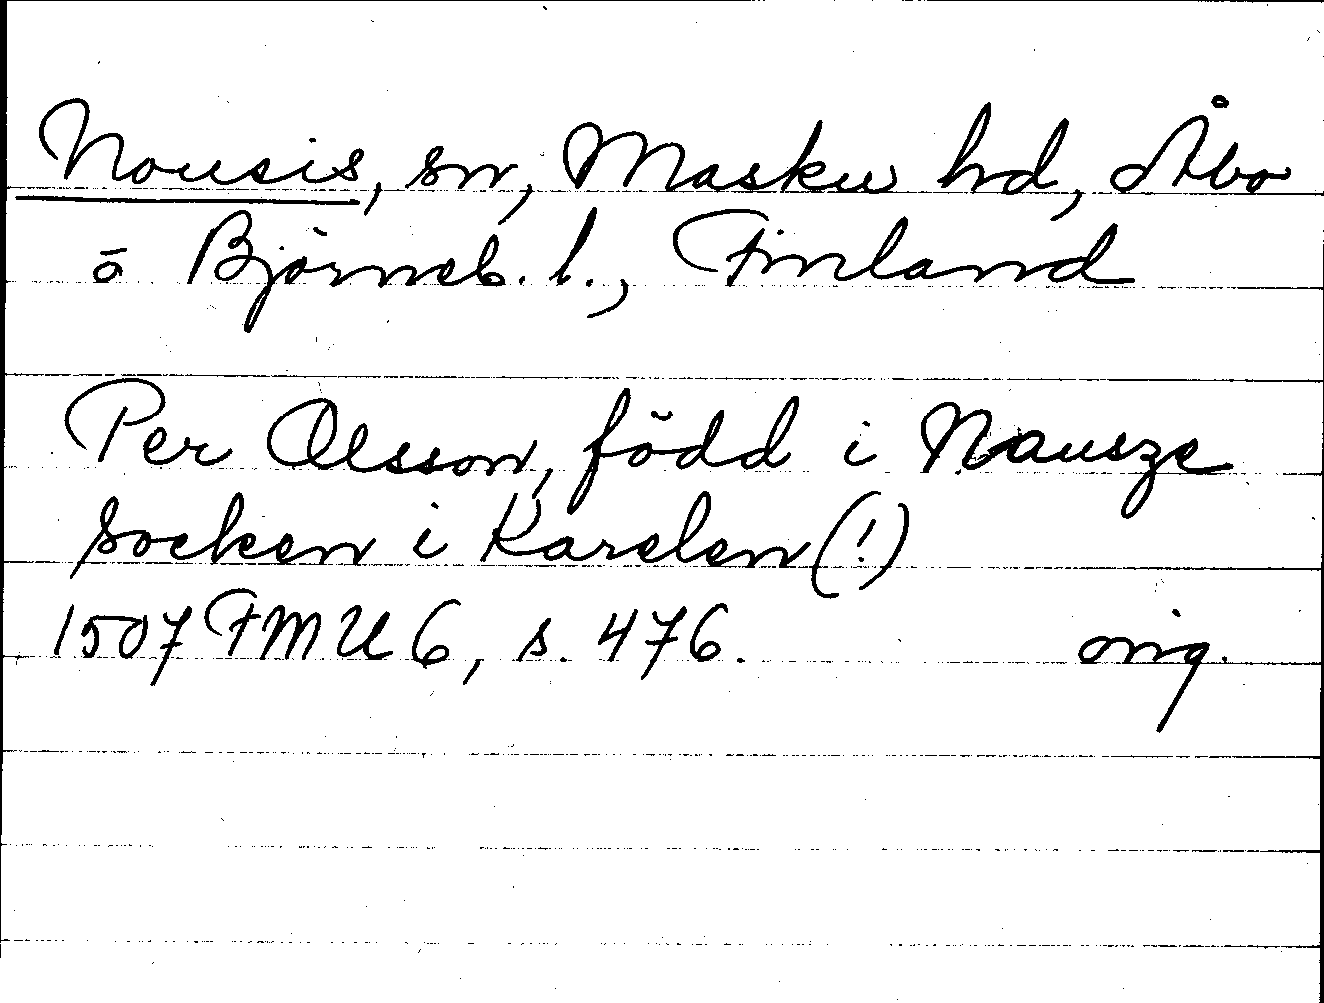 Nousis, sn, Masku hd, Åbo
o Björneb. l., Finland
Per Olsson, född i Nausze
socken i Karelen (!)
1507 FMU 6, s. 476. orig.